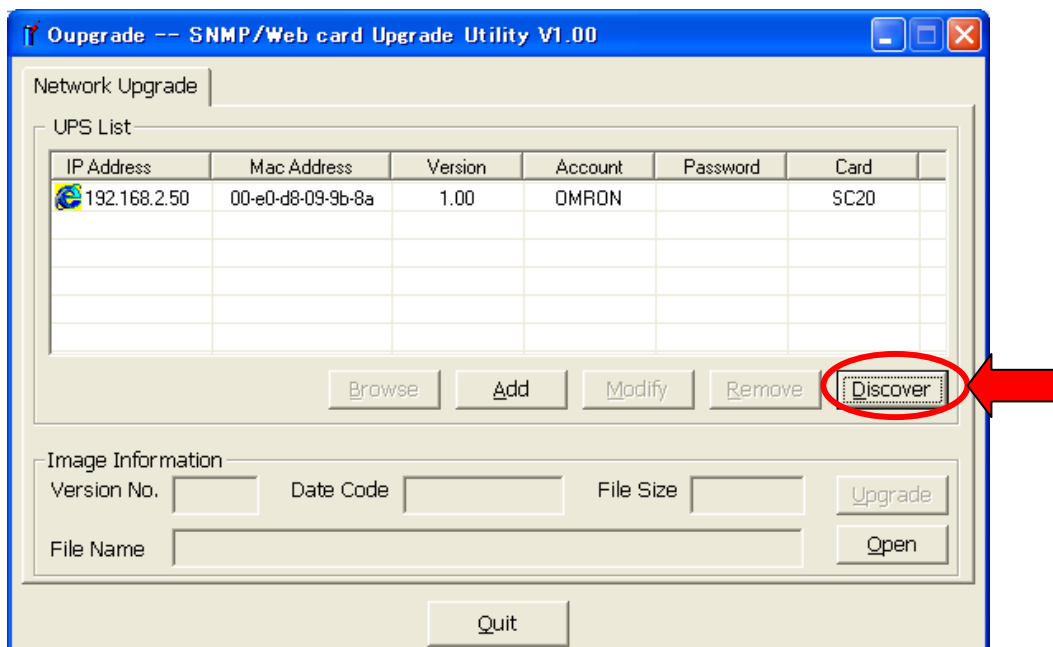 Oupgrade -- SNMP/Web card Upgrade Utility V1.00
Network Upgrade
UPS List
IP Address Mac Address Version Account Password Card
192.168.2.50 00-e0-d8-09-9b-8a 1.00 OMRON SC20
Browse Add Modify Remove Discover
Image Information
Version No. Date Code File Size Upgrade
File Name Open
Quit